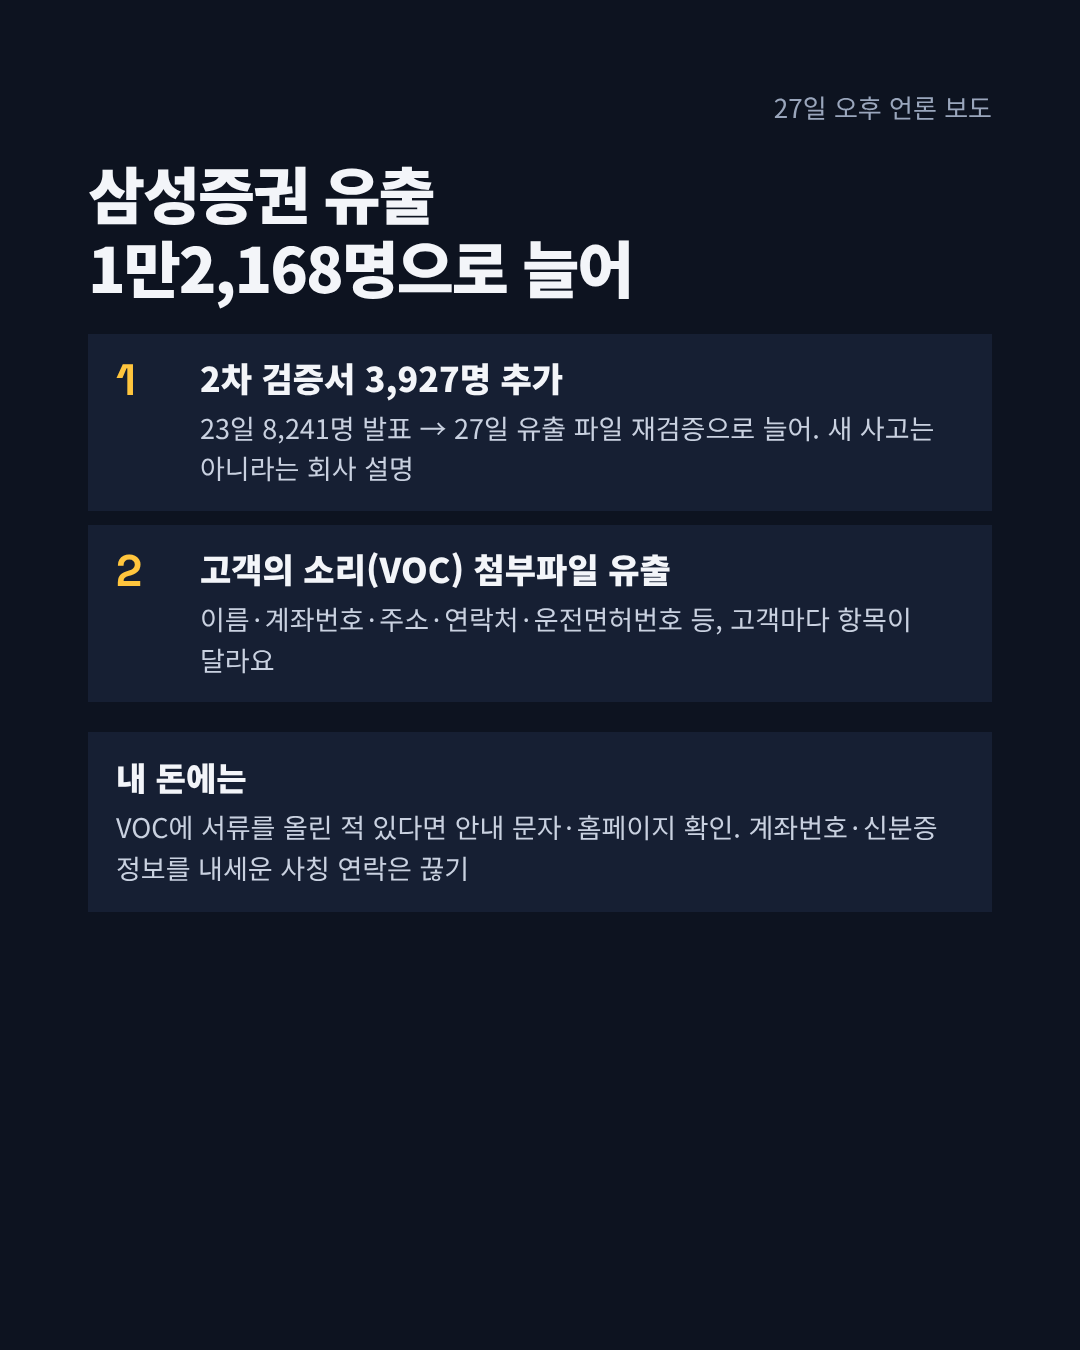 27일 오후 언론 보도
삼성증권 유출
1만2,168명으로 늘어
1
2차 검증서 3,927명 추가
23일 8,241명 발표 → 27일 유출 파일 재검증으로 늘어. 새 사고는
아니라는 회사 설명
2
고객의 소리(VOC) 첨부파일 유출
이름·계좌번호·주소·연락처·운전면허번호 등, 고객마다 항목이
달라요
내 돈에는
VOC에 서류를 올린 적 있다면 안내 문자·홈페이지 확인. 계좌번호·신분증
정보를 내세운 사칭 연락은 끊기